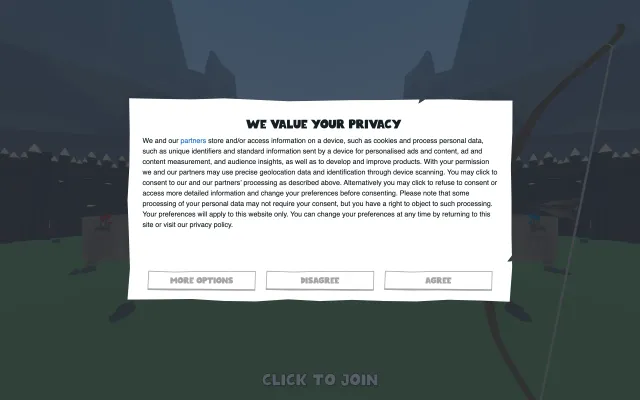 WE VALUE YOUR PRIVACY
We and our partners store and/or access information on a device, such as cookies and process personal data,
such as unique identifiers and standard information sent by a device for personalised ads and content, ad and
content measurement, and audience insights, as well as to develop and improve products. With your permission
we and our partners may use precise geolocation data and identification through device scanning. You may click to
consent to our and our partners' processing as described above. Alternatively you may click to refuse to consent or
access more detailed information and change your preferences before consenting. Please note that some
processing of your personal data may not require your consent, but you have a right to object to such processing.
Your preferences will apply to this website only. You can change your preferences at any time by returning to this
site or visit our privacy policy.
MORE OPTIONS
DISAGREE
AGREE
CLICK TO JOIN